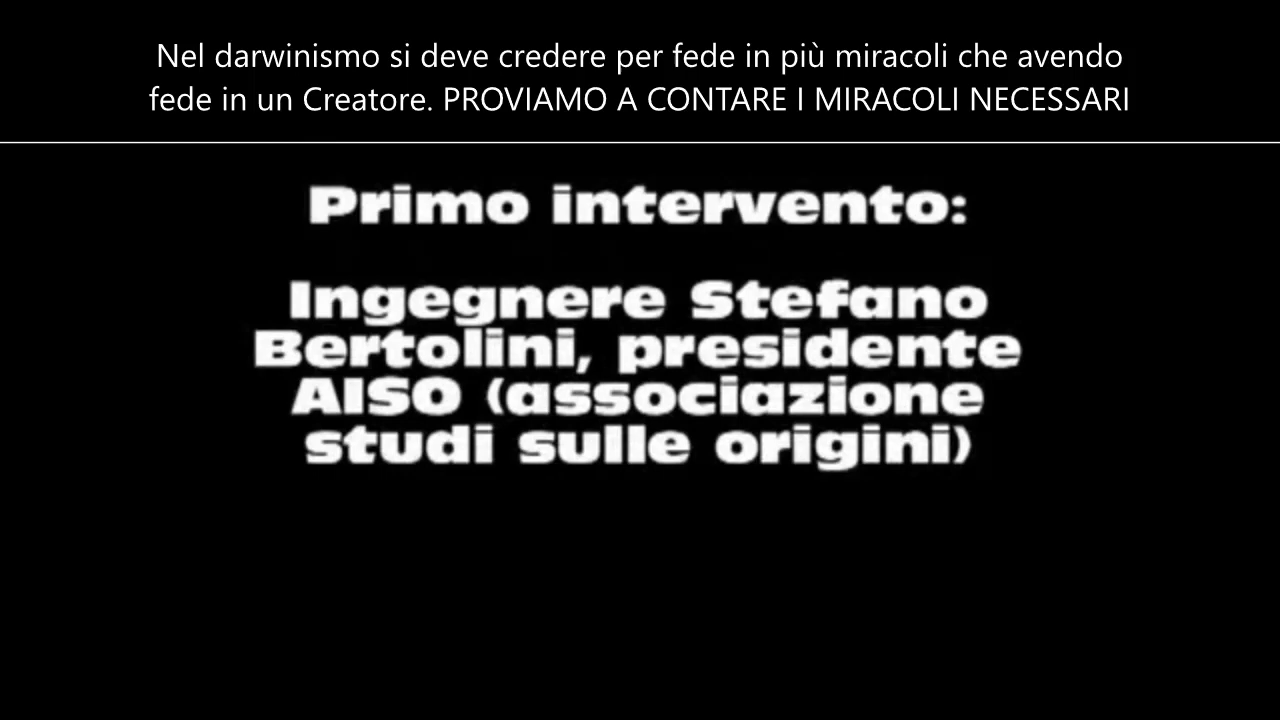 Nel darwinismo si deve credere per fede in più miracoli che avendo
fede in un Creatore. PROVIAMO A CONTARE I MIRACOLI NECESSARI
Primo intervento:
Ingegnere Stefano
Bertolini, presidente
AISO (associazione
studi sulle origini)